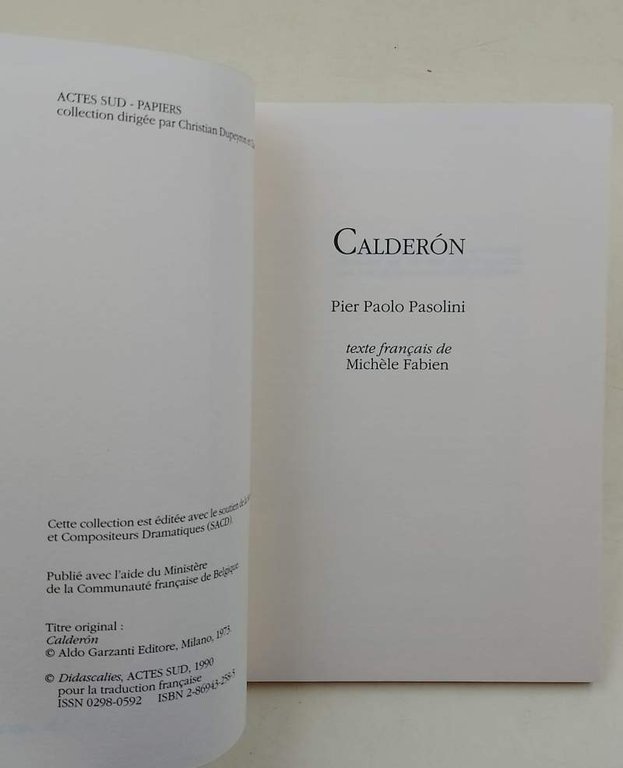 ACTES SUD - PAPIERS
collection dirigée par Christian Dupeyron et
Cette collection est éditée avec le soutien de la
et Compositeurs Dramatiques (SACD).
Publié avec l'aide du Ministère
de la Communauté française de Belgique.
Titre original :
Calderón
© Aldo Garzanti Editore, Milano, 1973.
© Didascalies, ACTES SUD, 1990
pour la traduction française
ISSN 0298-0592 ISBN 2-86943-258-5
CALDERÓN
Pier Paolo Pasolini
texte français de
Michèle Fabien